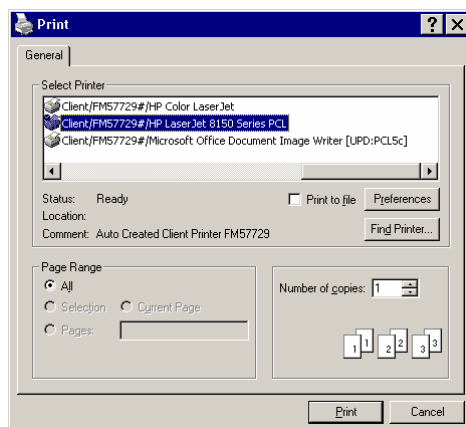 Print
General
Select Printer
Client/FM57729#/HP Color LaserJet
Client/FM57729#/HP LaserJet 8150 Series PCL
Client/FM57729#/Microsoft Office Document Image Writer [UPD:PCL5c]
Status: Ready
Print to file
Preferences
Location:
Comment: Auto Created Client Printer FM57729
Find Printer...
Page Range
All
Selection
Current Page
Pages:
Number of copies: 1
1 1 2 2 3 3
Print
Cancel